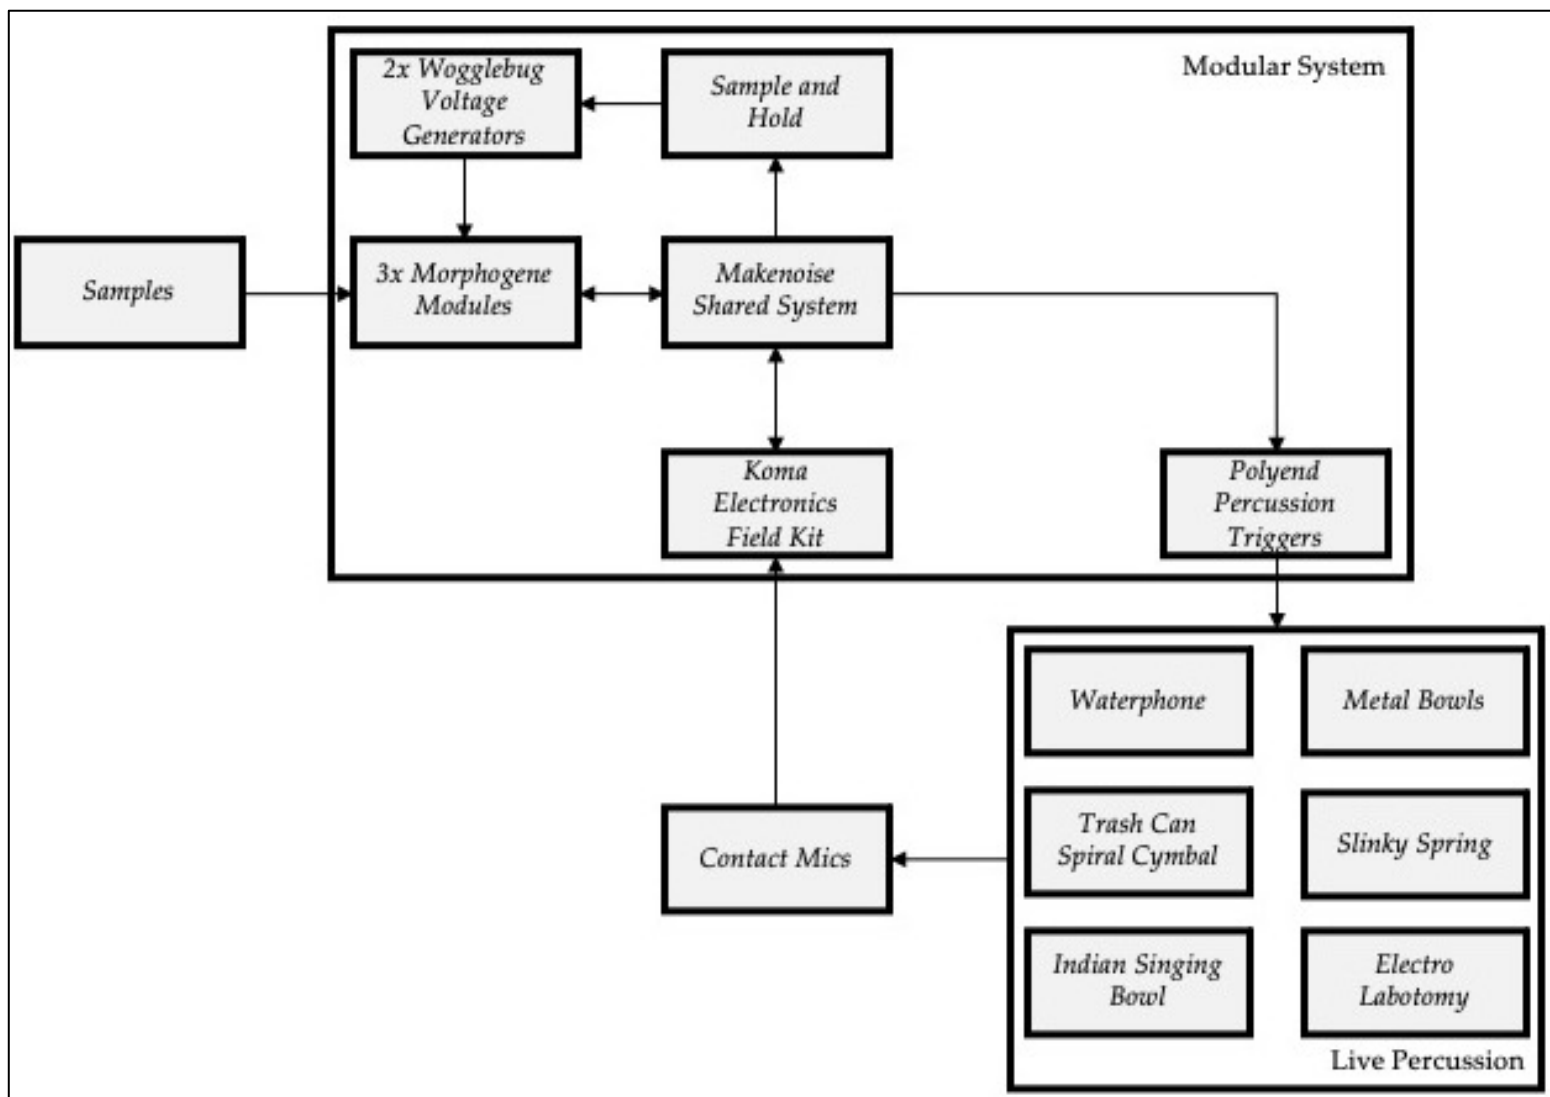 2x Wogglebug
Voltage
Generators
Sample and
Hold
Modular System
Samples
3x Morphogene
Modules
Makenoise
Shared System
Koma
Electronics
Field Kit
Polyend
Percussion
Triggers
Waterphone
Metal Bowls
Contact Mics
Trash Can
Spiral Cymbal
Slinky Spring
Indian Singing
Bowl
Electro
Labotomy
Live Percussion